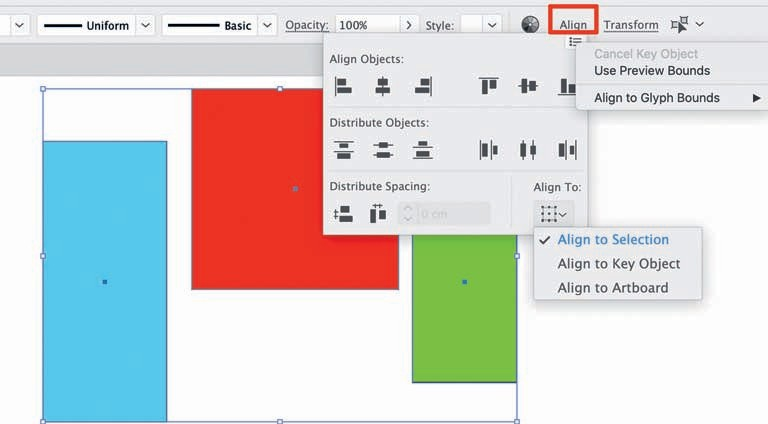 Uniform Basic Opacity: 100% Style: Align Transform
Align Objects:
Cancel Key Object
Use Preview Bounds
Align to Glyph Bounds
Distribute Objects:
Distribute Spacing: Align To:
0 cm
Align to Selection
Align to Key Object
Align to Artboard